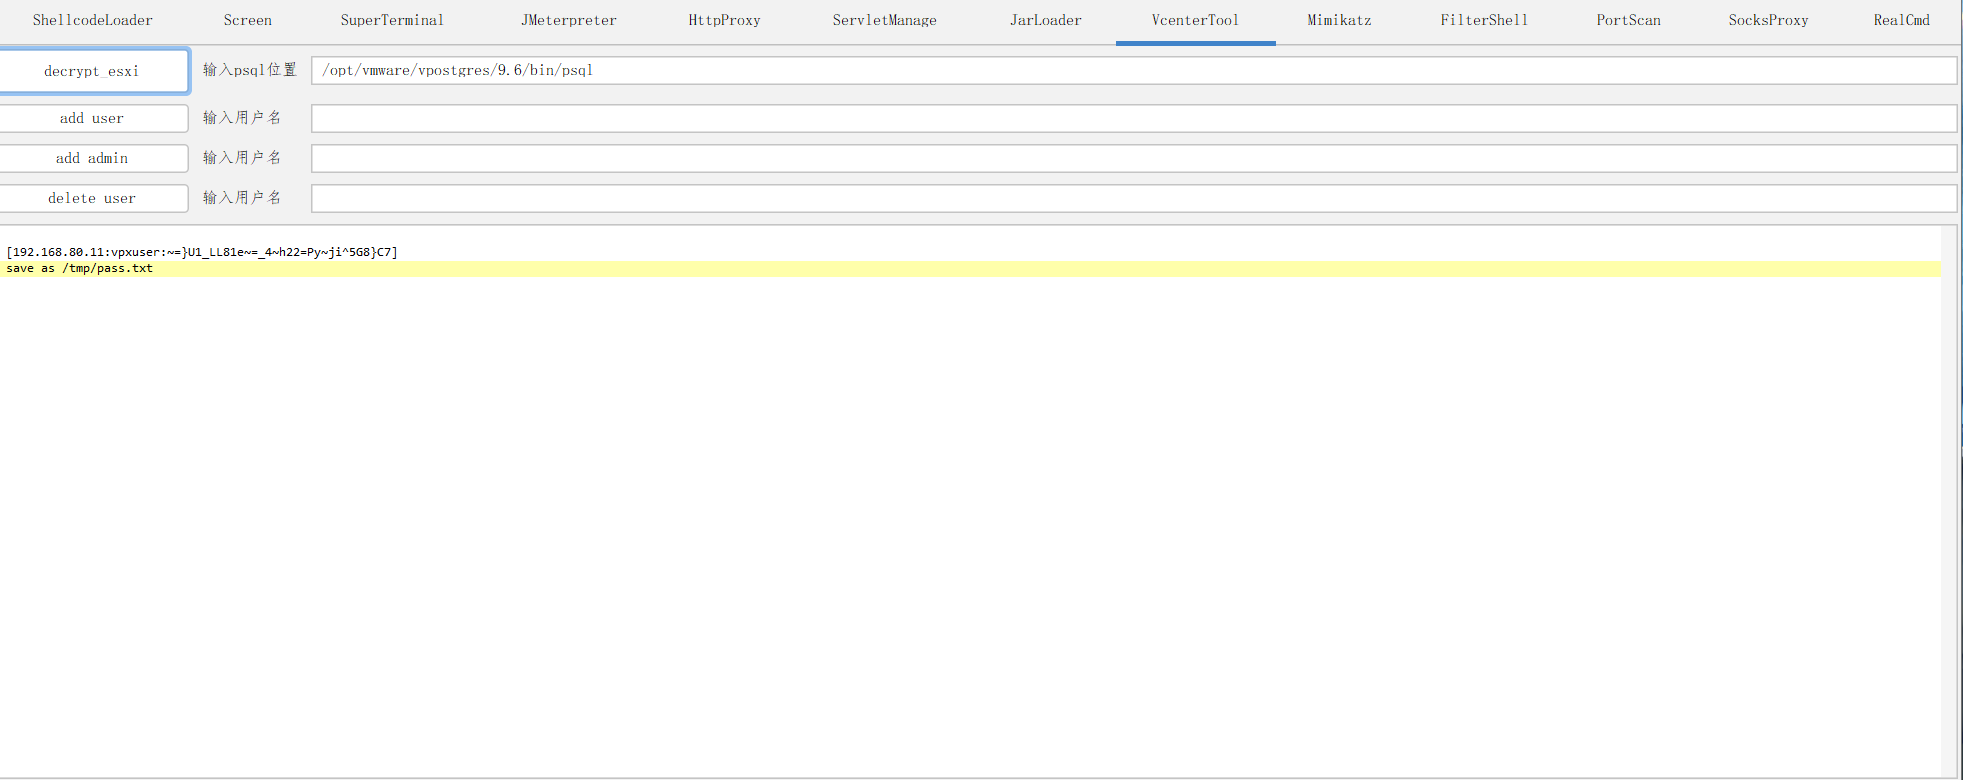 ShellcodeLoader Screen SuperTerminal JMeterpreter HttpProxy ServletManage JarLoader VcenterTool Mimikatz FilterShell PortScan SocksProxy RealCmd
decrypt_esxi 输入psql位置 /opt/vmware/vpostgres/9.6/bin/psql
add user 输入用户名
add admin 输入用户名
delete user 输入用户名
[192.168.80.11:vpxuser:~=}U1_LL81e~=_4~h22=Py~ji^5G8}C7]
save as /tmp/pass.txt